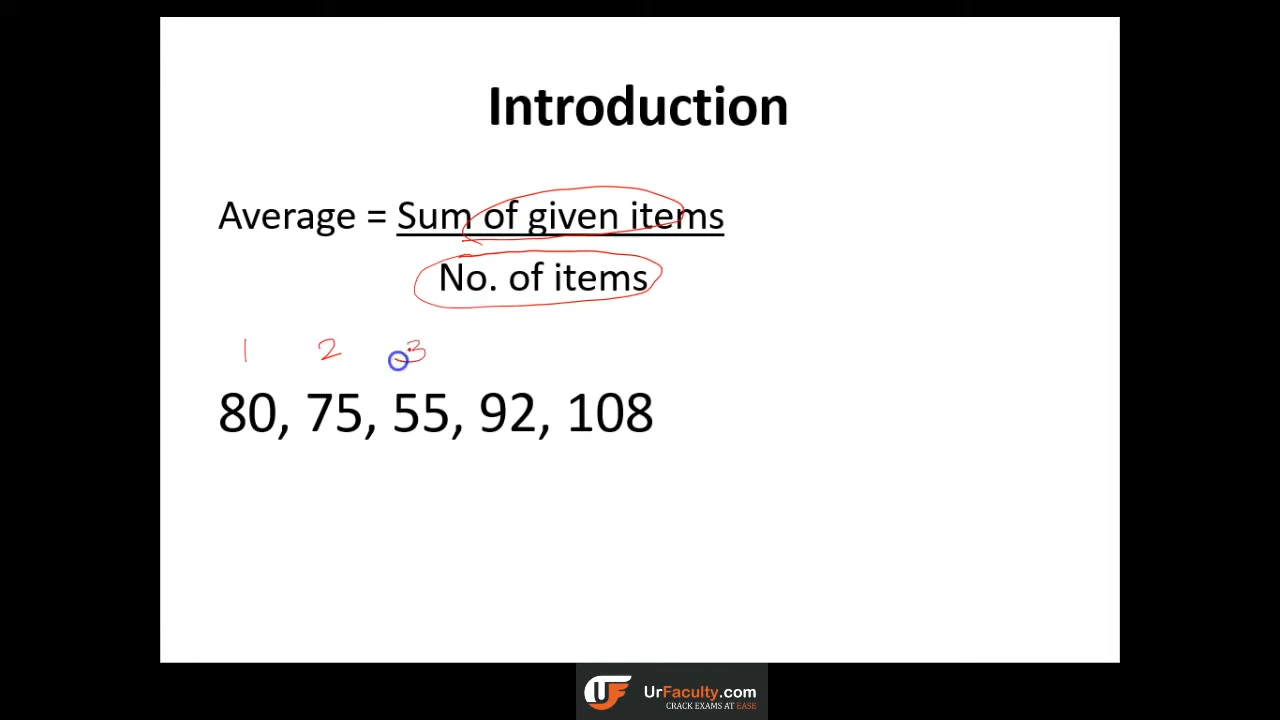 Introduction
Average = Sum of given items
No. of items
1 2 3
80, 75, 55, 92, 108
UF UrFaculty.com
CRACK EXAMS AT EASE